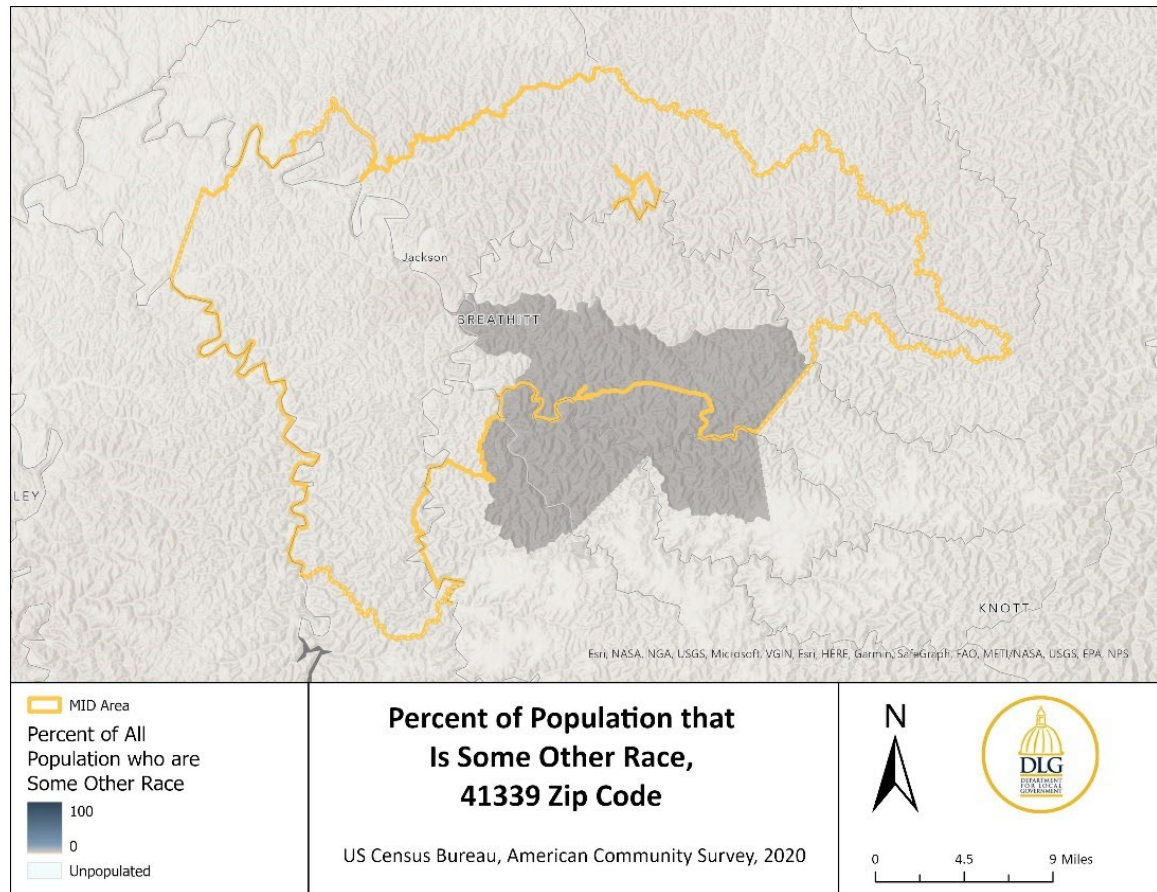 Jackson
BREATHITT
LEY
KNOTT
Esri, NASA, NGA, USGS, Microsoft, VGIN, Esri, HERE, Garmin, SafeGraph, FAO, METI/NASA, USGS, EPA, NPS
MID Area
Percent of All
Population who are
Some Other Race
100
0
Unpopulated
Percent of Population that
Is Some Other Race,
41339 Zip Code
US Census Bureau, American Community Survey, 2020
N
DLG
DEPARTMENT
FOR LOCAL
GOVERNMENT
0 4.5 9 Miles